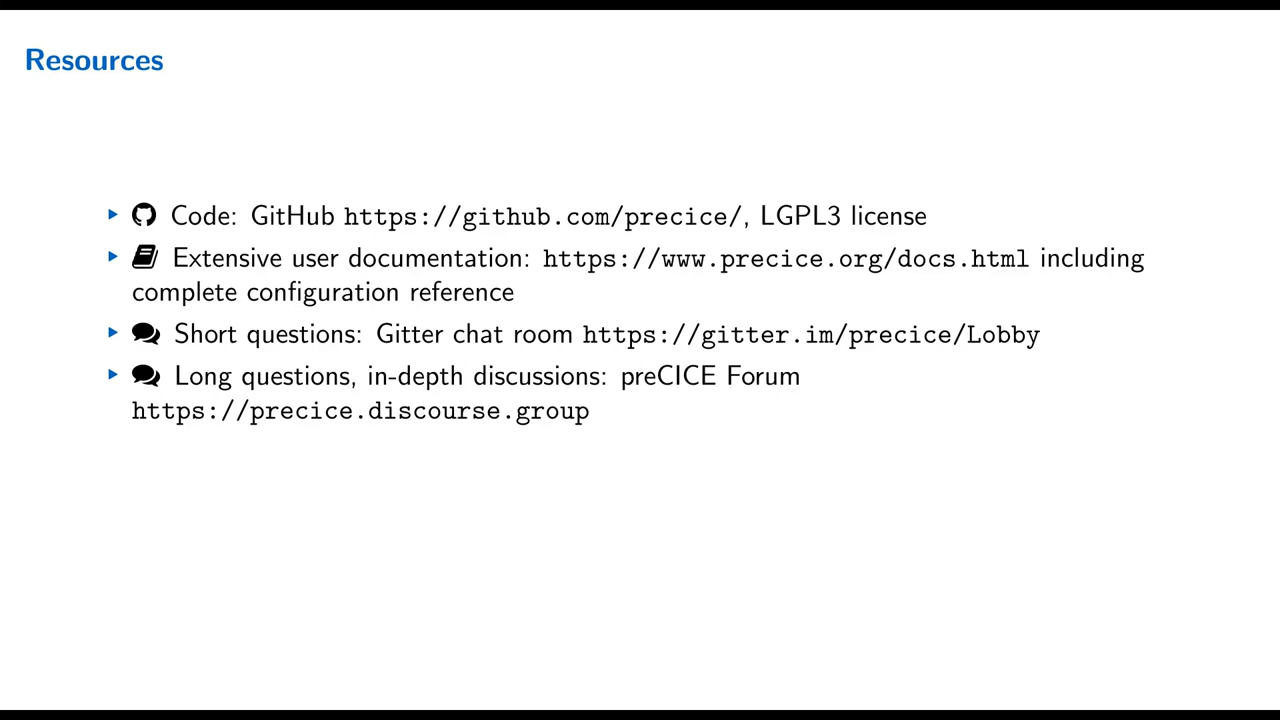 Resources
Code: GitHub https://github.com/precice/, LGPL3 license
Extensive user documentation: https://www.precice.org/docs.html including
complete configuration reference
Short questions: Gitter chat room https://gitter.im/precice/Lobby
Long questions, in-depth discussions: preCICE Forum
https://precice.discourse.group